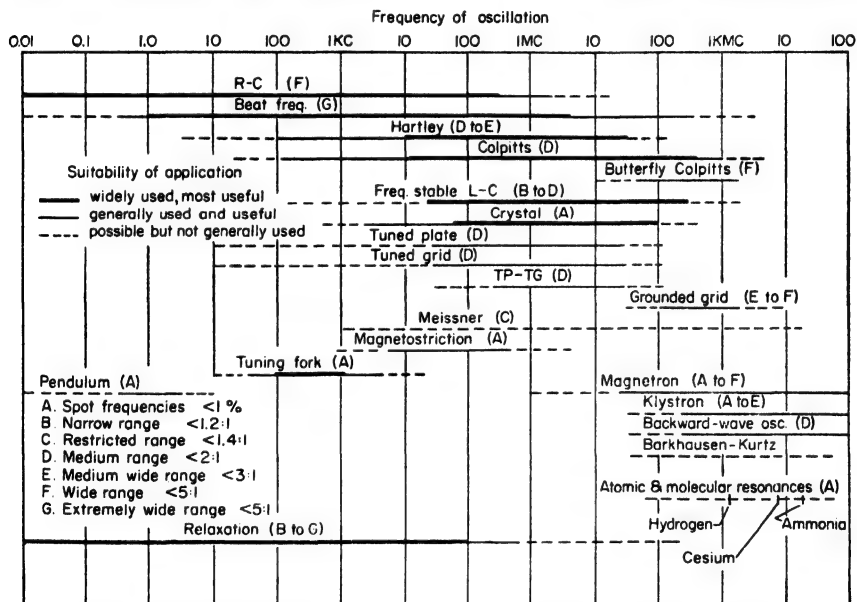 Frequency of oscillation
0.01 0.1 1.0 10 100 1KC 10 100 1MC 10 100 1KMC 10 100
R-C (F)
Beat freq. (G)
Hartley (D to E)
Colpitts (D)
Suitability of application
Butterfly Colpitts (F)
widely used, most useful
Freq. stable L-C (B to D)
generally used and useful
Crystal (A)
possible but not generally used
Tuned plate (D)
Tuned grid (D)
TP-TG (D)
Grounded grid (E to F)
Meissner (C)
Magnetostriction (A)
Tuning fork (A)
Pendulum (A)
Magnetron (A to F)
A. Spot frequencies <1%
Klystron (A to E)
B. Narrow range <1.2:1
Backward-wave osc. (D)
C. Restricted range <1.4:1
D. Medium range <2:1
Barkhausen-Kurtz
E. Medium wide range <3:1
F. Wide range <5:1
Atomic & molecular resonances (A)
G. Extremely wide range <5:1
Relaxation (B to G)
Hydrogen
Ammonia
Cesium